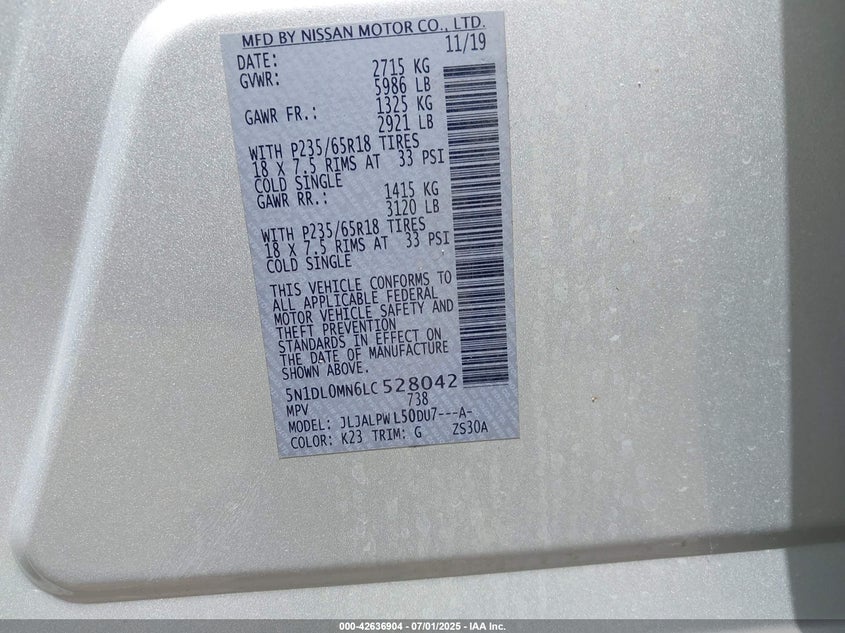 MFD BY NISSAN MOTOR CO., LTD.
DATE: 11/19
GVWR: 2715 KG
5986 LB
GAWR FR.: 1325 KG
2921 LB
WITH P235/65R18 TIRES
18 X 7.5 RIMS AT 33 PSI
COLD SINGLE
GAWR RR.: 1415 KG
3120 LB
WITH P235/65R18 TIRES
18 X 7.5 RIMS AT 33 PSI
COLD SINGLE
THIS VEHICLE CONFORMS TO
ALL APPLICABLE FEDERAL
MOTOR VEHICLE SAFETY AND
THEFT PREVENTION
STANDARDS IN EFFECT ON
THE DATE OF MANUFACTURE
SHOWN ABOVE.
5N1DL0MN6LC528042
MPV 738
MODEL: JLJALPWL50DU7---A-
COLOR: K23 TRIM: G ZS30A
000-42636904 - 07/01/2025 - IAA Inc.